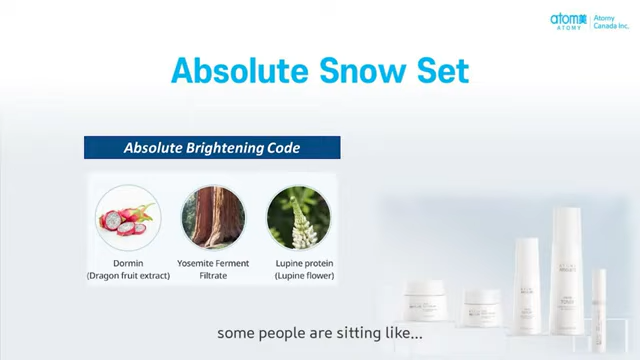 atom美
ATOMY
Atomy
Canada Inc.
Absolute Snow Set
Absolute Brightening Code
Dormin
(Dragon fruit extract)
Yosemite Ferment
Filtrate
Lupine protein
(Lupine flower)
some people are sitting like...